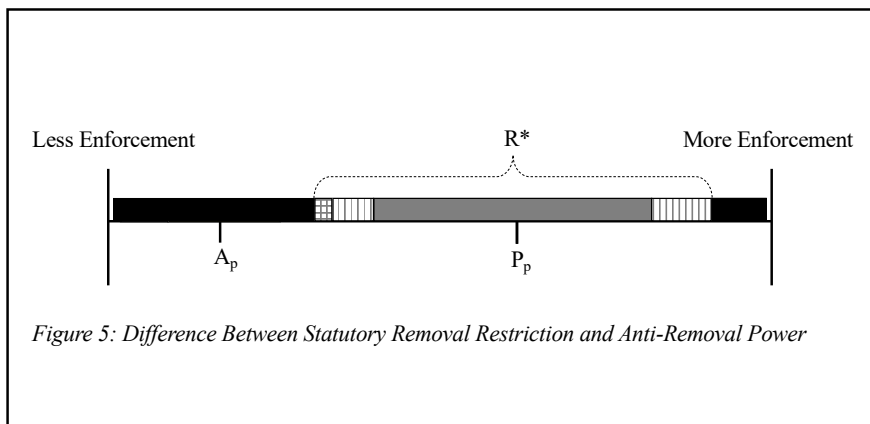 Less Enforcement
R*
More Enforcement
Ap
Pp
Figure 5: Difference Between Statutory Removal Restriction and Anti-Removal Power